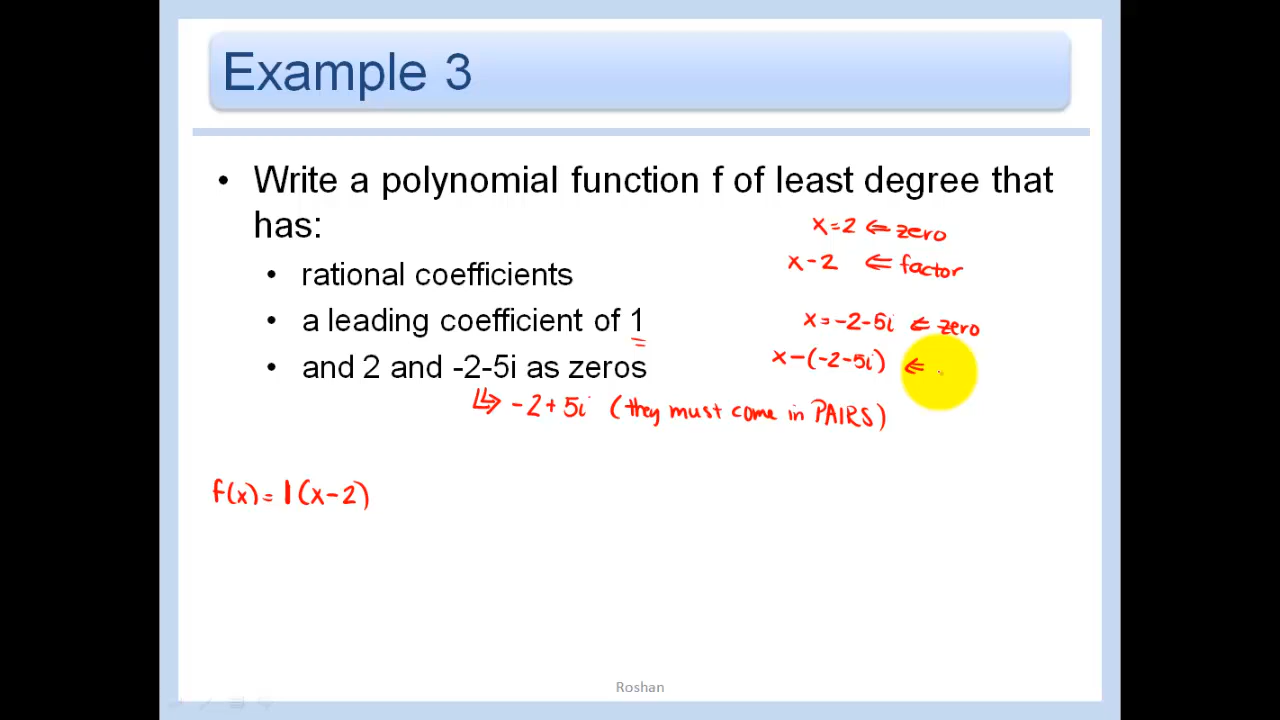 Example 3
• Write a polynomial function f of least degree that
has:
x=2 ⇐ zero
• rational coefficients
x-2 ⇐ factor
• a leading coefficient of 1
x=-2-5i ⇐ zero
• and 2 and -2-5i as zeros
x-(-2-5i) ⇐
↳> -2+5i (they must come in PAIRS)
f(x)=1(x-2)
Roshan